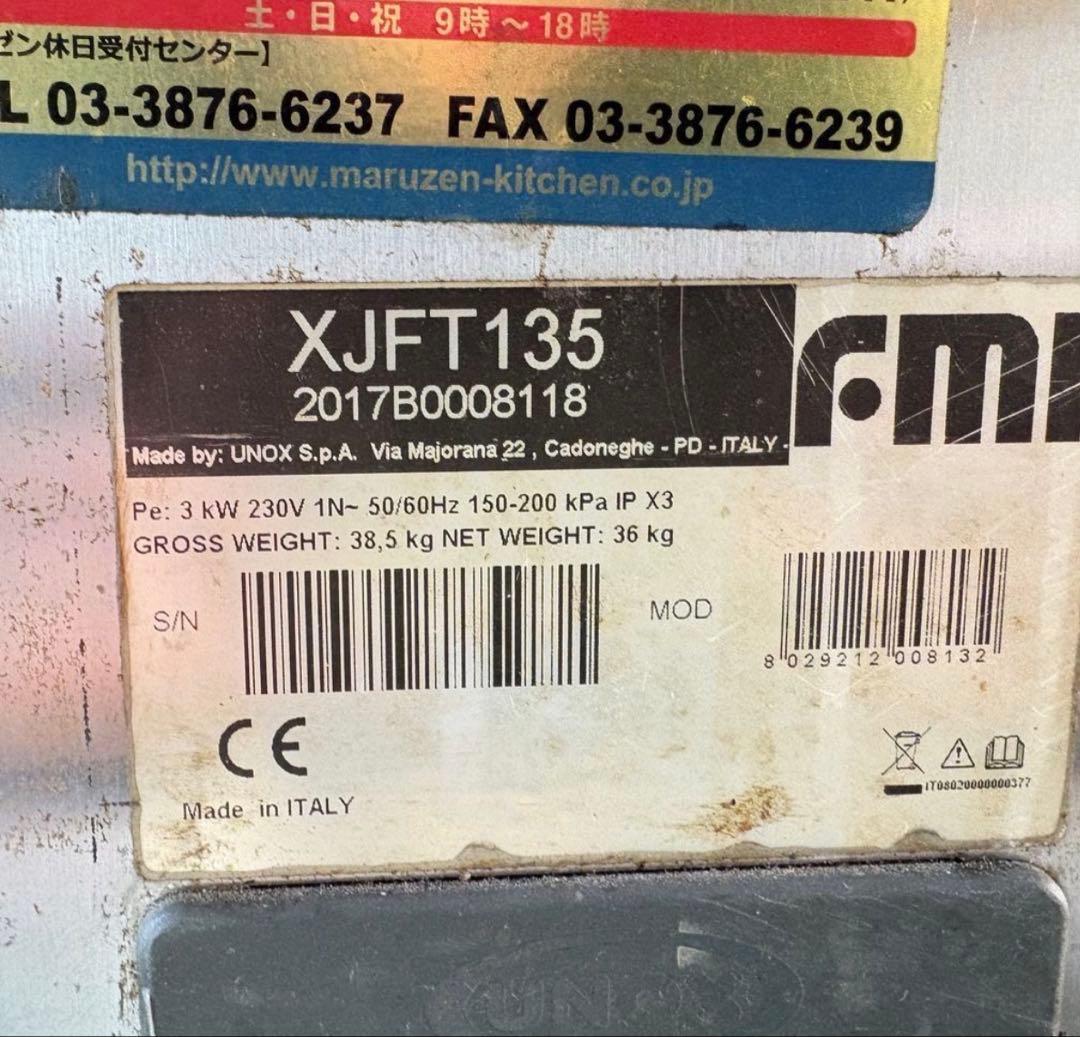 土・日・祝 9時～18時
ゼン休日受付センター】
L 03-3876-6237 FAX 03-3876-6239
http://www.maruzen-kitchen.co.jp
XJFT135
2017B0008118
FMI
Made by: UNOX S.p.A. Via Majorana 22 , Cadoneghe - PD - ITALY -
Pe: 3 kW 230V 1N~ 50/60Hz 150-200 kPa IP X3
GROSS WEIGHT: 38,5 kg NET WEIGHT: 36 kg
S/N
MOD
8 029212 008132
CE
IT08020000000377
Made in ITALY
UNOX